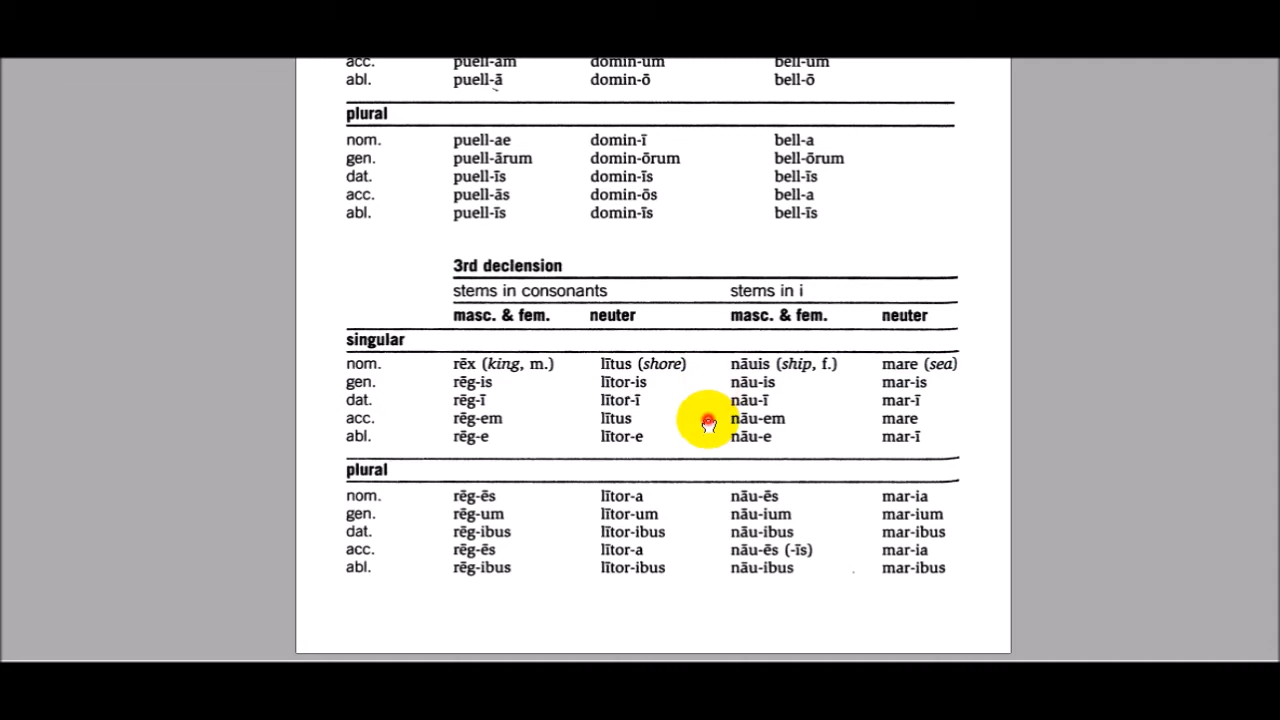 acc. puell-am domin-um bell-um
abl. puell-ā domin-ō bell-ō
plural
nom. puell-ae domin-ī bell-a
gen. puell-ārum domin-ōrum bell-ōrum
dat. puell-īs domin-īs bell-īs
acc. puell-ās domin-ōs bell-a
abl. puell-īs domin-īs bell-īs
3rd declension
stems in consonants stems in i
masc. & fem. neuter masc. & fem. neuter
singular
nom. rēx (king, m.) lītus (shore) nāuis (ship, f.) mare (sea)
gen. rēg-is lītor-is nāu-is mar-is
dat. rēg-ī lītor-ī nāu-ī mar-ī
acc. rēg-em lītus nāu-em mare
abl. rēg-e lītor-e nāu-e mar-ī
plural
nom. rēg-ēs lītor-a nāu-ēs mar-ia
gen. rēg-um lītor-um nāu-ium mar-ium
dat. rēg-ibus lītor-ibus nāu-ibus mar-ibus
acc. rēg-ēs lītor-a nāu-ēs (-īs) mar-ia
abl. rēg-ibus lītor-ibus nāu-ibus mar-ibus